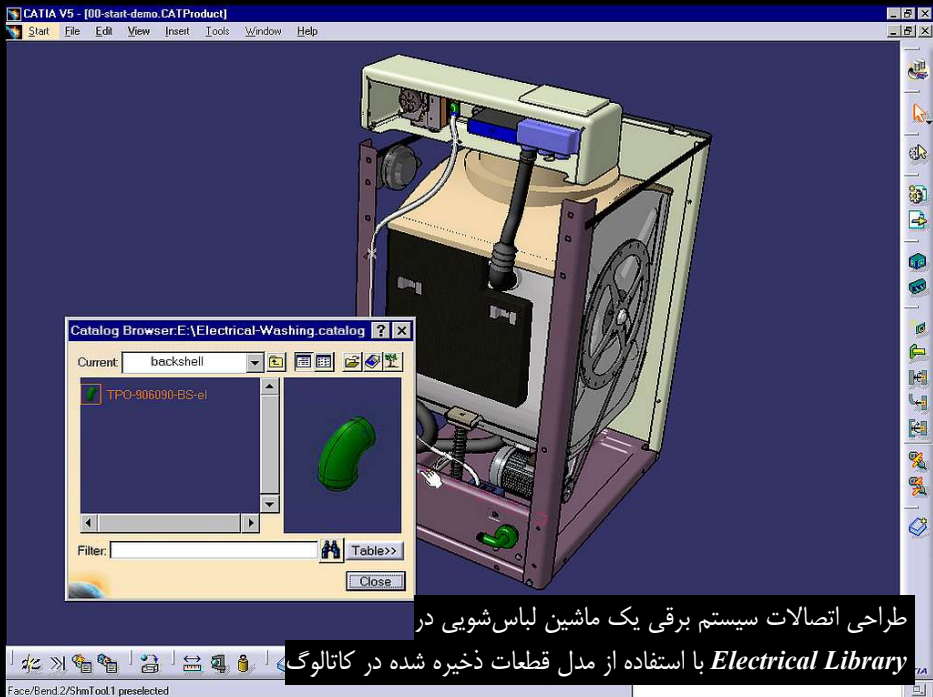 CATIA V5 - [00-start-demo.CATProduct]
Start File Edit View Insert Tools Window Help
Catalog Browser:E:\Electrical-Washing.catalog
Current: backshell
TPO-906090-BS-el
Filter:
Table>>
Close
طراحی اتصالات سیستم برقی یک ماشین لباس‌شویی در
Electrical Library با استفاده از مدل قطعات ذخیره شده در کاتالوگ
Face/Bend.2/ShmTool.1 preselected